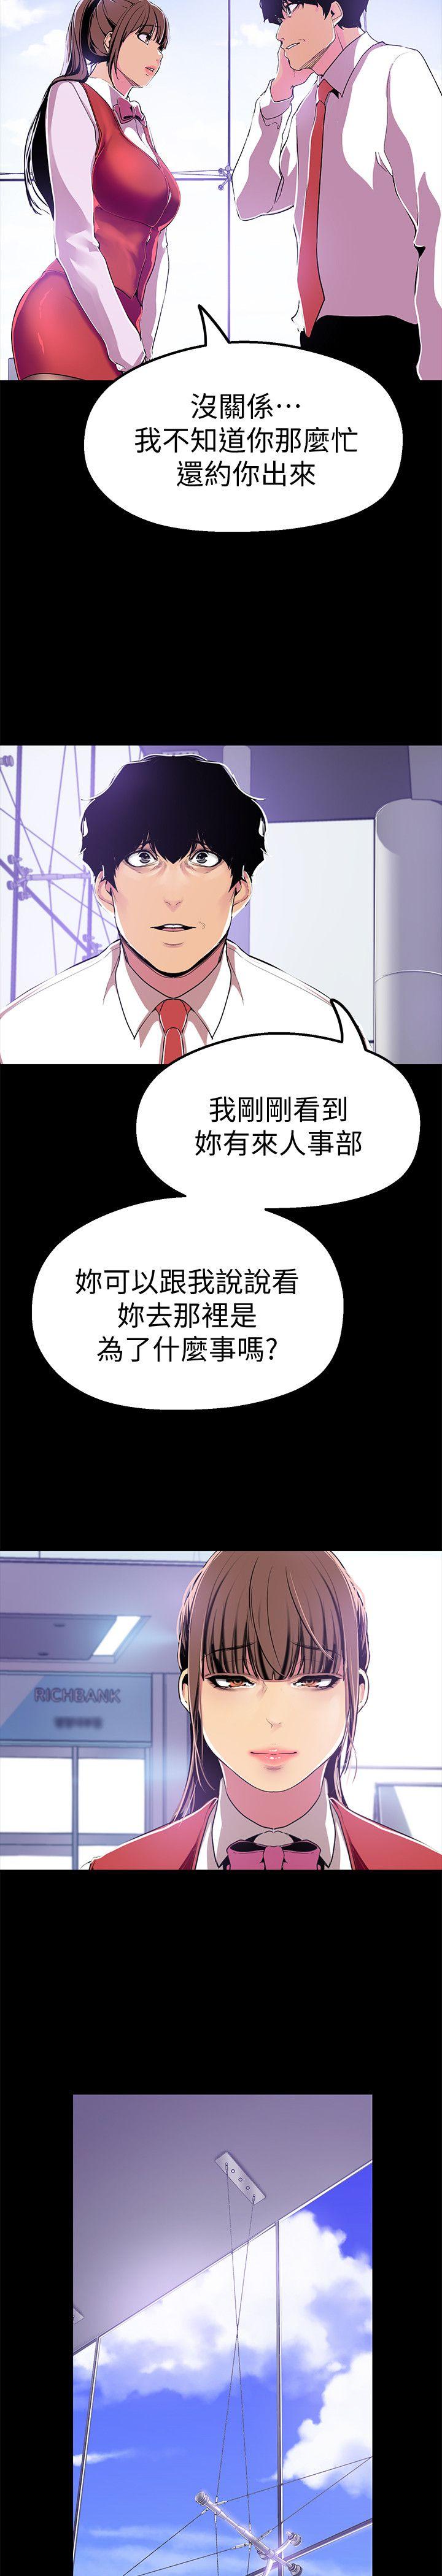 沒關係…
我不知道你那麼忙
還約你出來
我剛剛看到
妳有來人事部
妳可以跟我說說看
妳去那裡是
為了什麼事嗎?
RICHBANK